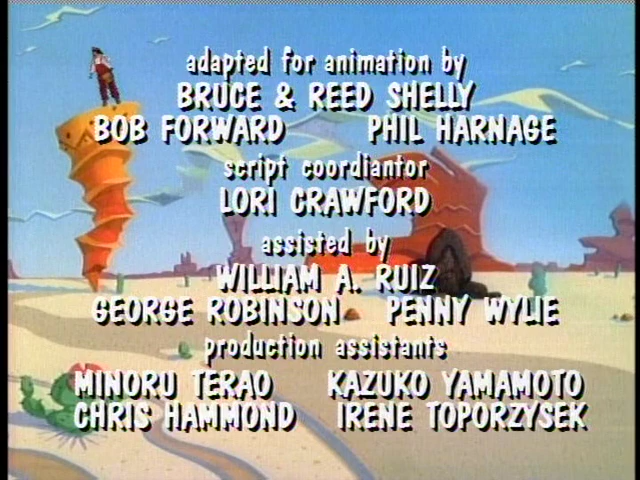 adapted for animation by
BRUCE & REED SHELLY
BOB FORWARD PHIL HARNAGE
script coordiantor
LORI CRAWFORD
assisted by
WILLIAM A. RUIZ
GEORGE ROBINSON PENNY WYLIE
production assistants
MINORU TERAO KAZUKO YAMAMOTO
CHRIS HAMMOND IRENE TOPORZYSEK